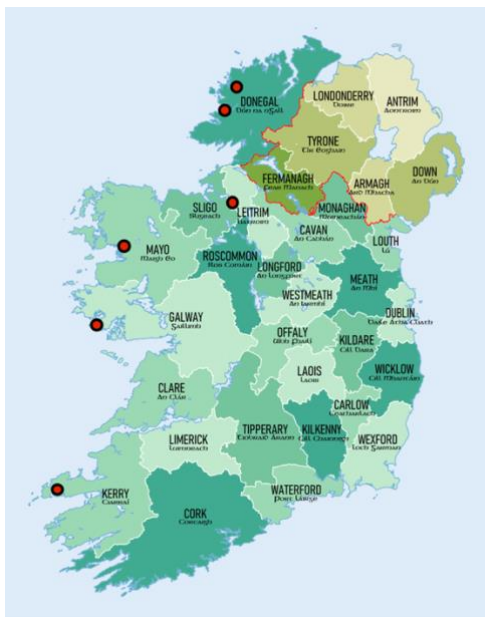 DONEGAL
Dún na nGall
LONDONDERRY
Doire
ANTRIM
Aontroim
TYRONE
Tír Eoghain
FERMANAGH
Fear Manach
ARMAGH
Ard Mhacha
DOWN
An Dún
MONAGHAN
Muineachán
SLIGO
Sligeach
LEITRIM
Liatroim
CAVAN
An Cabhán
LOUTH
Lú
MAYO
Maigh Eo
ROSCOMMON
Ros Comáin
LONGFORD
An Longfort
MEATH
An Mhí
WESTMEATH
An Iarmhí
DUBLIN
Baile Átha Cliath
GALWAY
Gaillimh
OFFALY
Uíbh Fhailí
KILDARE
Cill Dara
WICKLOW
Cill Mhantáin
LAOIS
Laois
CLARE
An Clár
CARLOW
Ceatharlach
TIPPERARY
Tiobraid Árann
KILKENNY
Cill Chainnigh
WEXFORD
Loch Garman
LIMERICK
Luimneach
KERRY
Ciarraí
WATERFORD
Port Láirge
CORK
Corcaigh